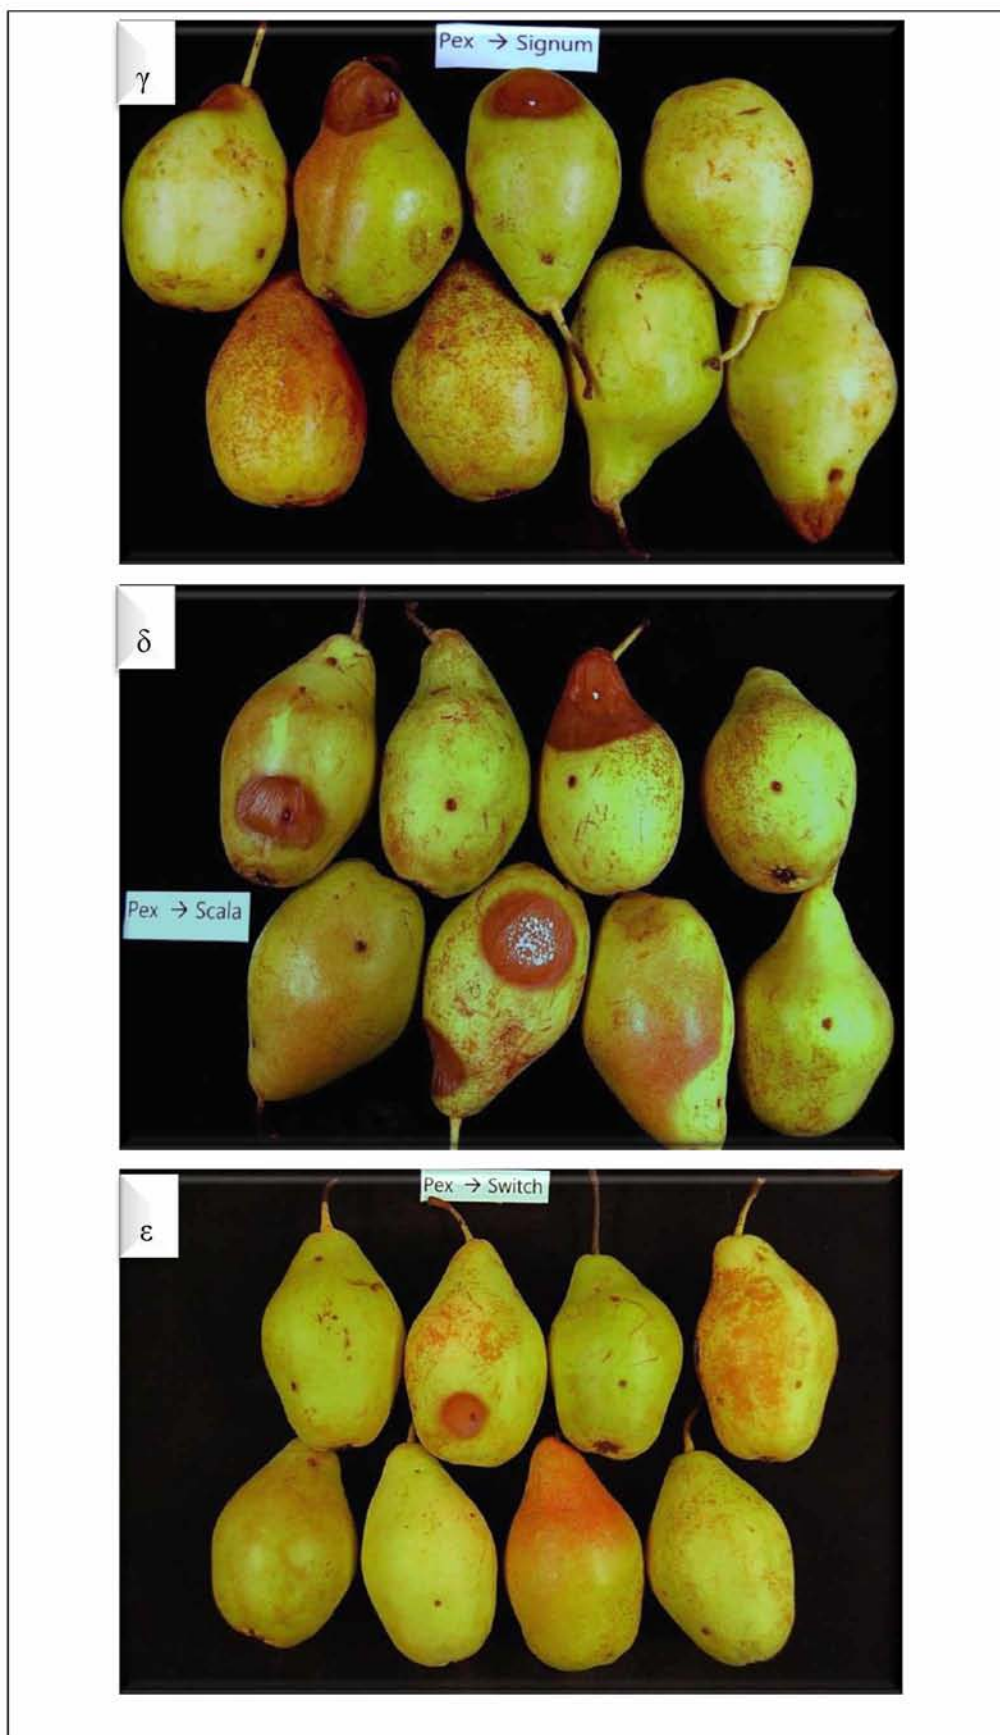 γ
Pex → Signum
δ
Pex → Scala
ε
Pex → Switch